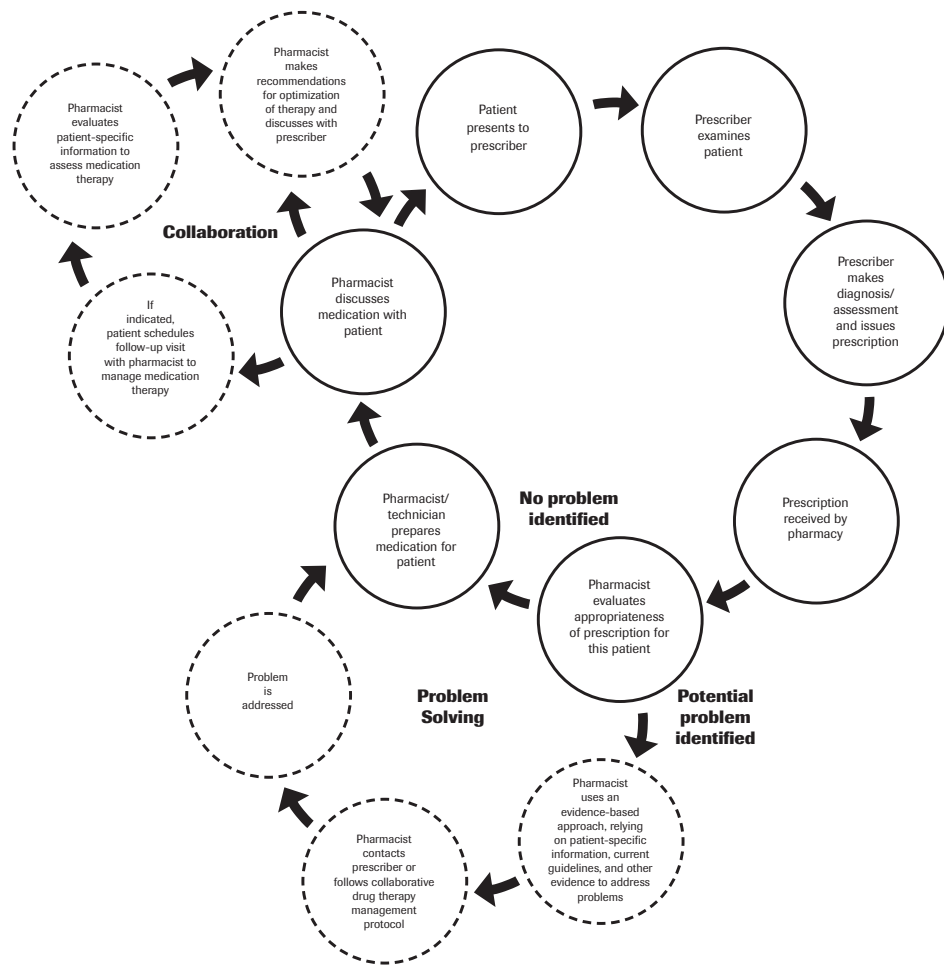 Pharmacist
makes
recommendations
for optimization
of therapy and
discusses with
prescriber
Pharmacist
evaluates
patient-specific
information to
assess medication
therapy
Patient
presents to
prescriber
Prescriber
examines
patient
Collaboration
Pharmacist
discusses
medication with
patient
Prescriber
makes
diagnosis/
assessment
and issues
prescription
If
indicated,
patient schedules
follow-up visit
with pharmacist to
manage medication
therapy
Pharmacist/
technician
prepares
medication for
patient
No problem
identified
Prescription
received by
pharmacy
Pharmacist
evaluates
appropriateness
of prescription for
this patient
Problem
is
addressed
Problem
Solving
Potential
problem
identified
Pharmacist
uses an
evidence-based
approach, relying
on patient-specific
information, current
guidelines, and other
evidence to address
problems
Pharmacist
contacts
prescriber or
follows collaborative
drug therapy
management
protocol